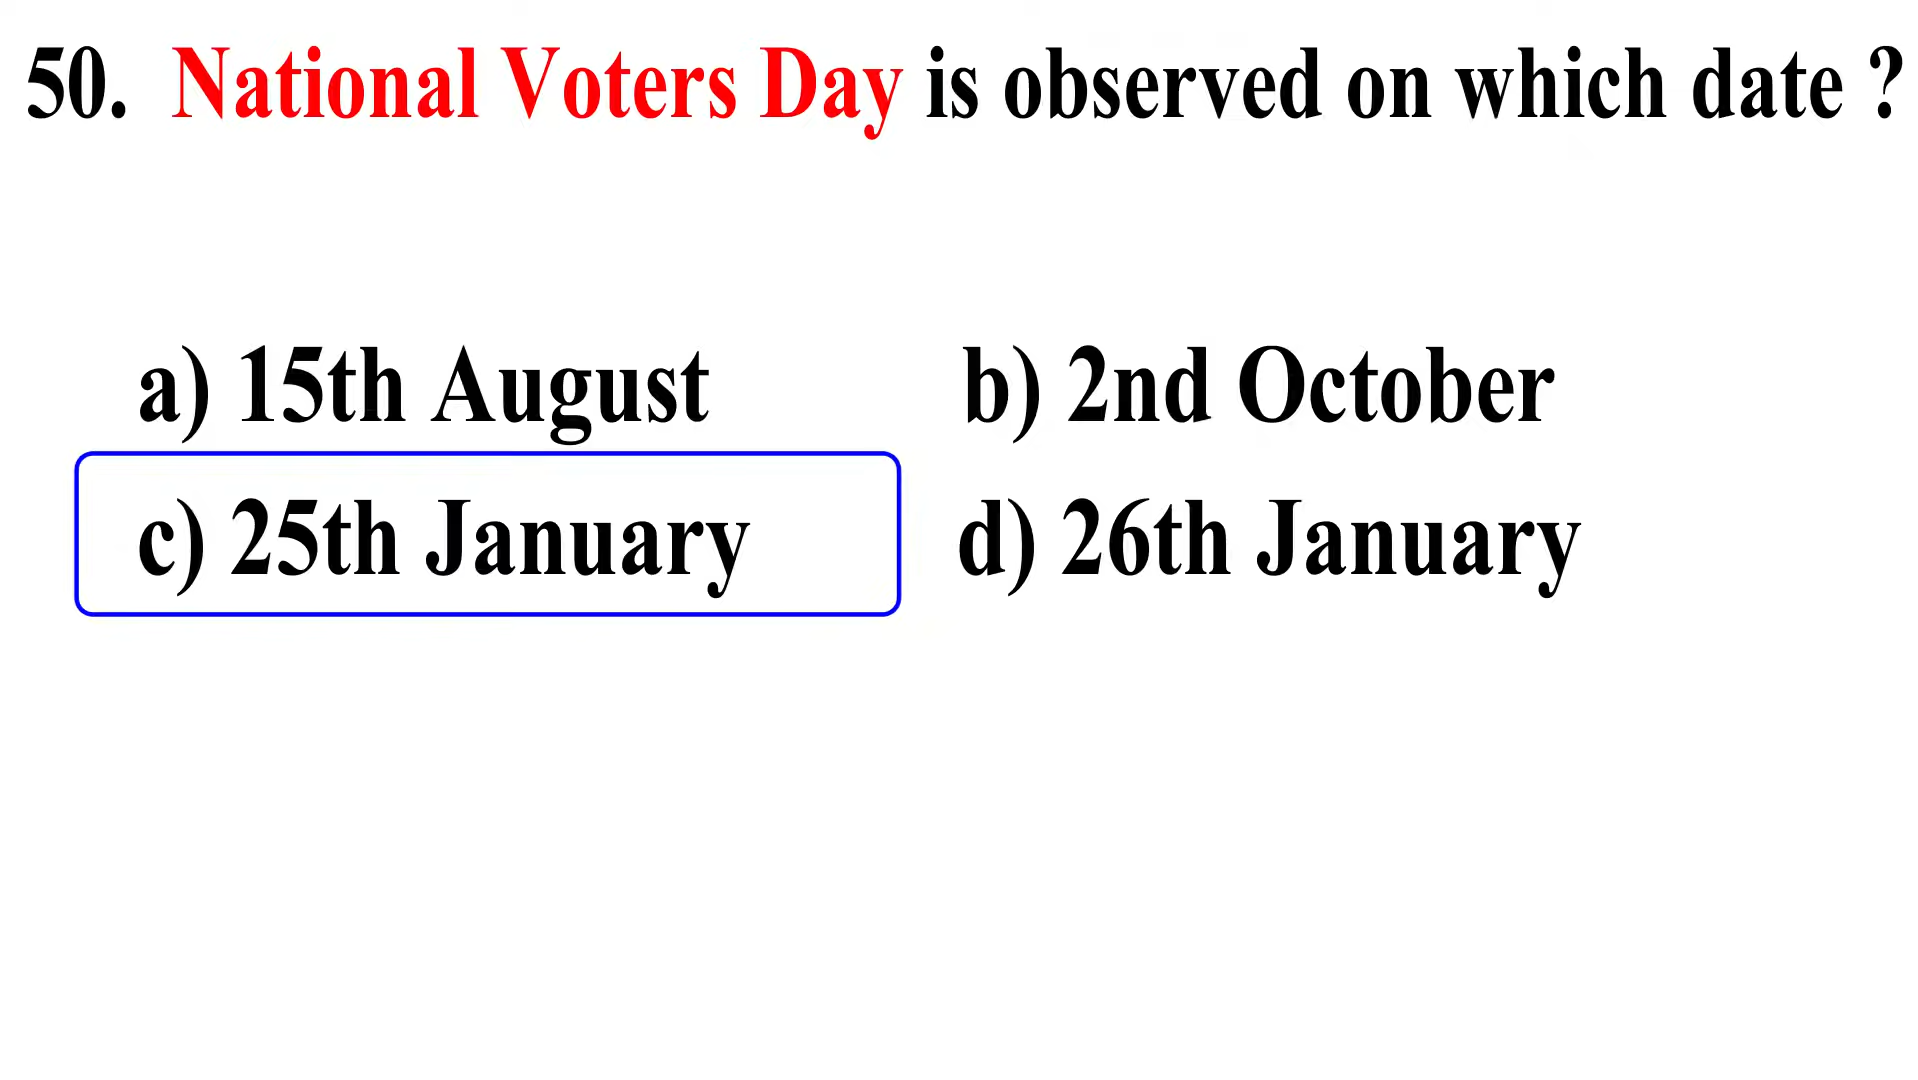 50. National Voters Day is observed on which date ?
a) 15th August b) 2nd October
c) 25th January d) 26th January